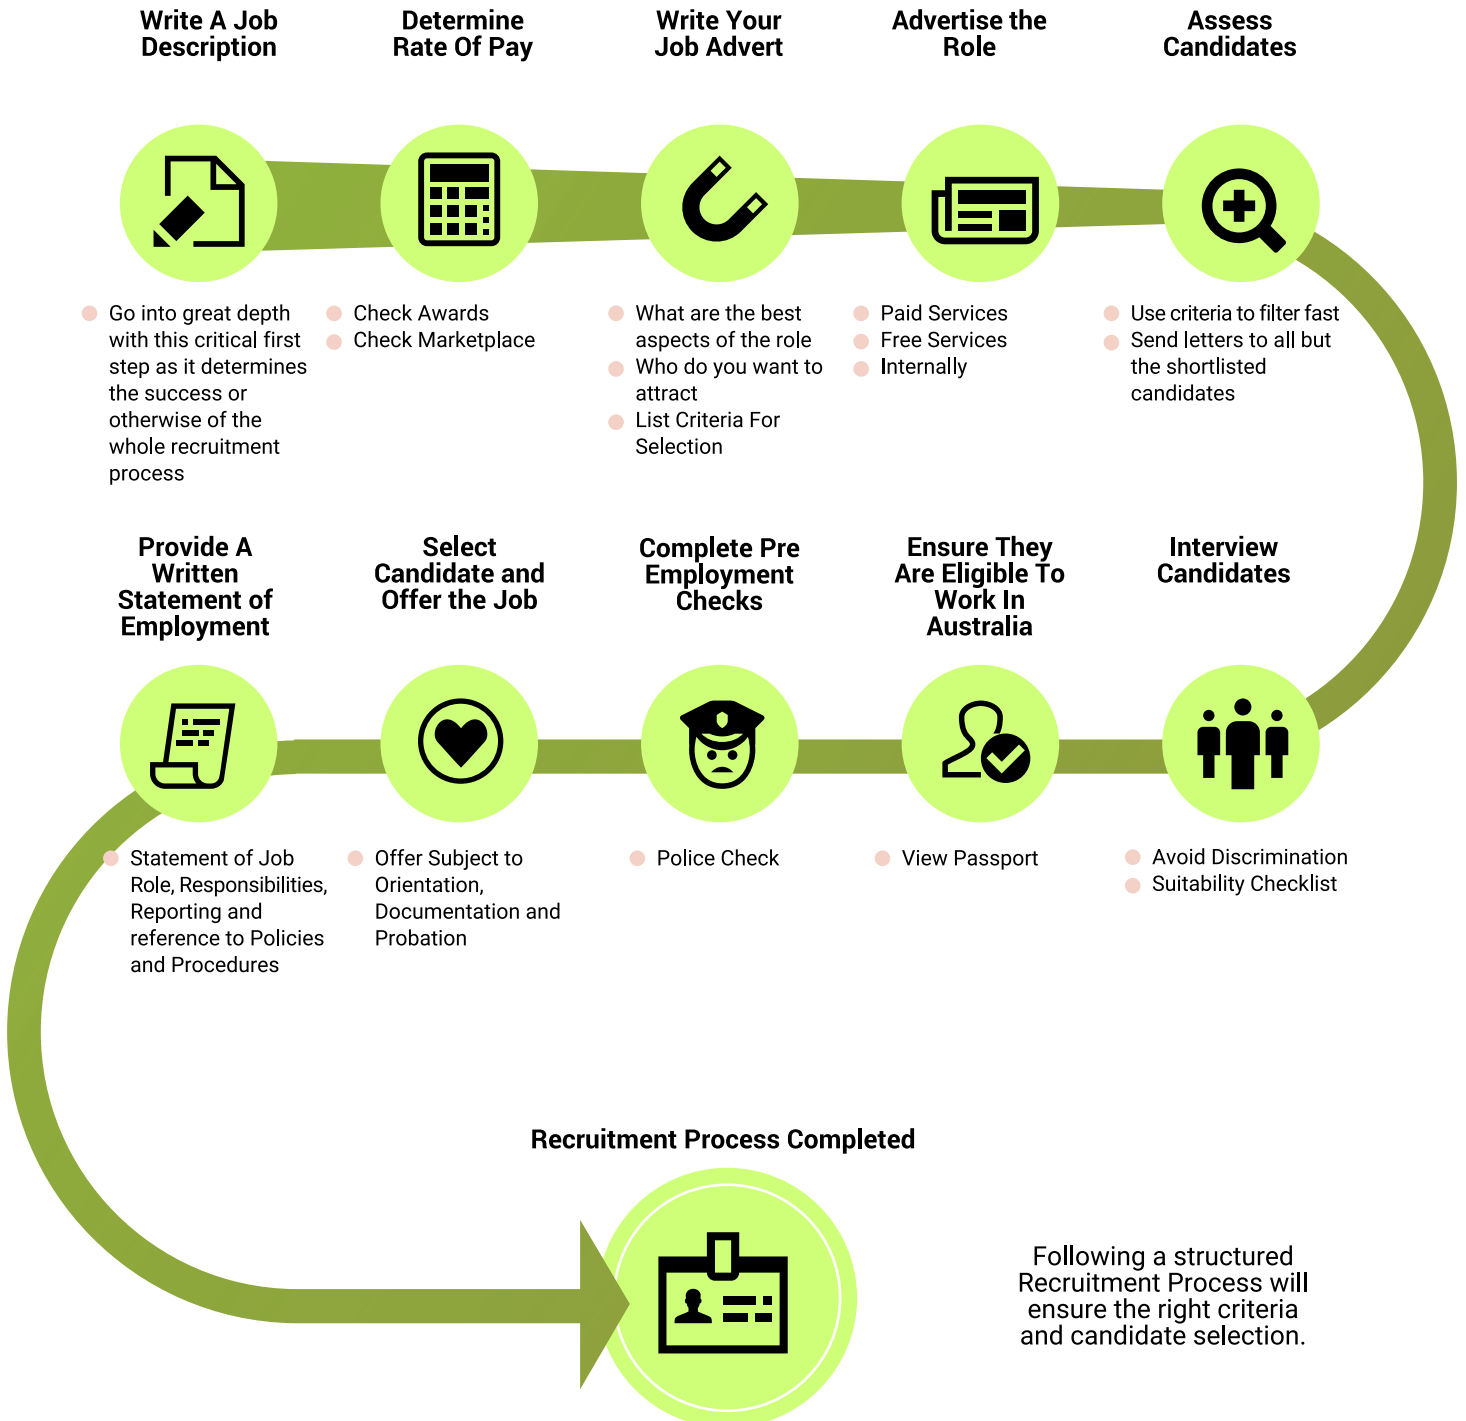 Write A Job
Description
Determine
Rate Of Pay
Write Your
Job Advert
Advertise the
Role
Assess
Candidates
Go into great depth
with this critical first
step as it determines
the success or
otherwise of the
whole recruitment
process
Check Awards
Check Marketplace
What are the best
aspects of the role
Who do you want to
attract
List Criteria For
Selection
Paid Services
Free Services
Internally
Use criteria to filter fast
Send letters to all but
the shortlisted
candidates
Interview
Candidates
Avoid Discrimination
Suitability Checklist
Ensure They
Are Eligible To
Work In
Australia
View Passport
Complete Pre
Employment
Checks
Police Check
Select
Candidate and
Offer the Job
Offer Subject to
Orientation,
Documentation and
Probation
Provide A
Written
Statement of
Employment
Statement of Job
Role, Responsibilities,
Reporting and
reference to Policies
and Procedures
Recruitment Process Completed
Following a structured
Recruitment Process will
ensure the right criteria
and candidate selection.